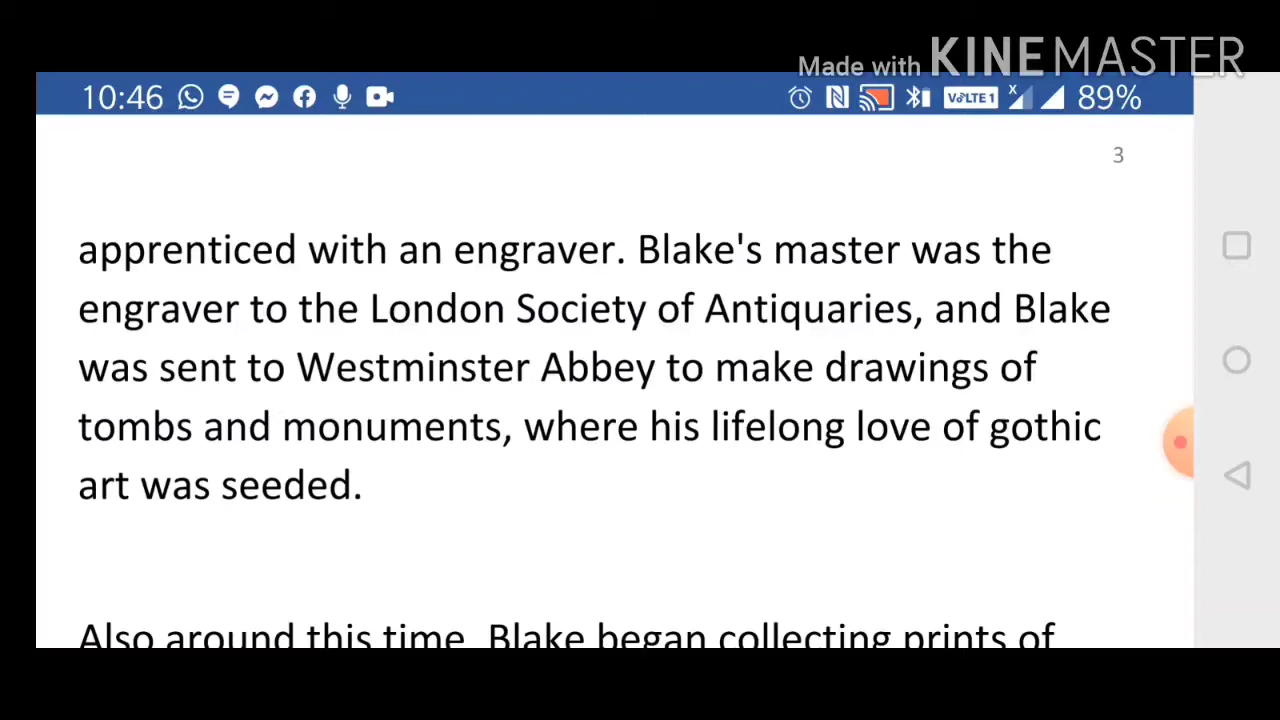 Made with KINEMASTER
10:46 VoLTE 1 x 89%
3
apprenticed with an engraver. Blake's master was the
engraver to the London Society of Antiquaries, and Blake
was sent to Westminster Abbey to make drawings of
tombs and monuments, where his lifelong love of gothic
art was seeded.
Also around this time, Blake began collecting prints of